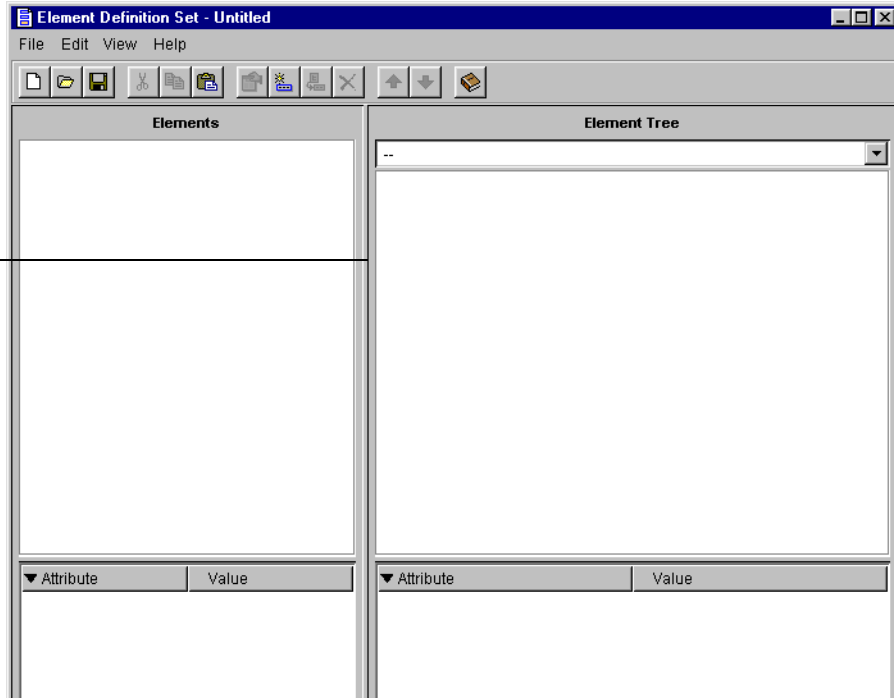 Element Definition Set - Untitled
File Edit View Help
Elements
Element Tree
--
Attribute Value
Attribute Value